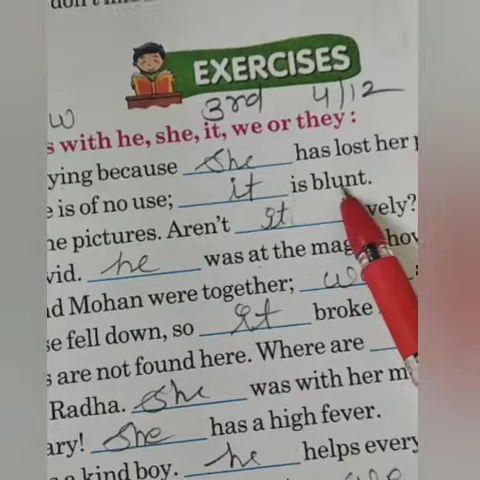 EXERCISES
3rd 4/12
W
s with he, she, it, we or they :
ying because she has lost her
e is of no use; it is blunt.
ne pictures. Aren't it vely?
vid. he was at the mag
nd Mohan were together; we
se fell down, so it broke
s are not found here. Where are
Radha. she was with her m
ary! she has a high fever.
a kind boy. he helps every